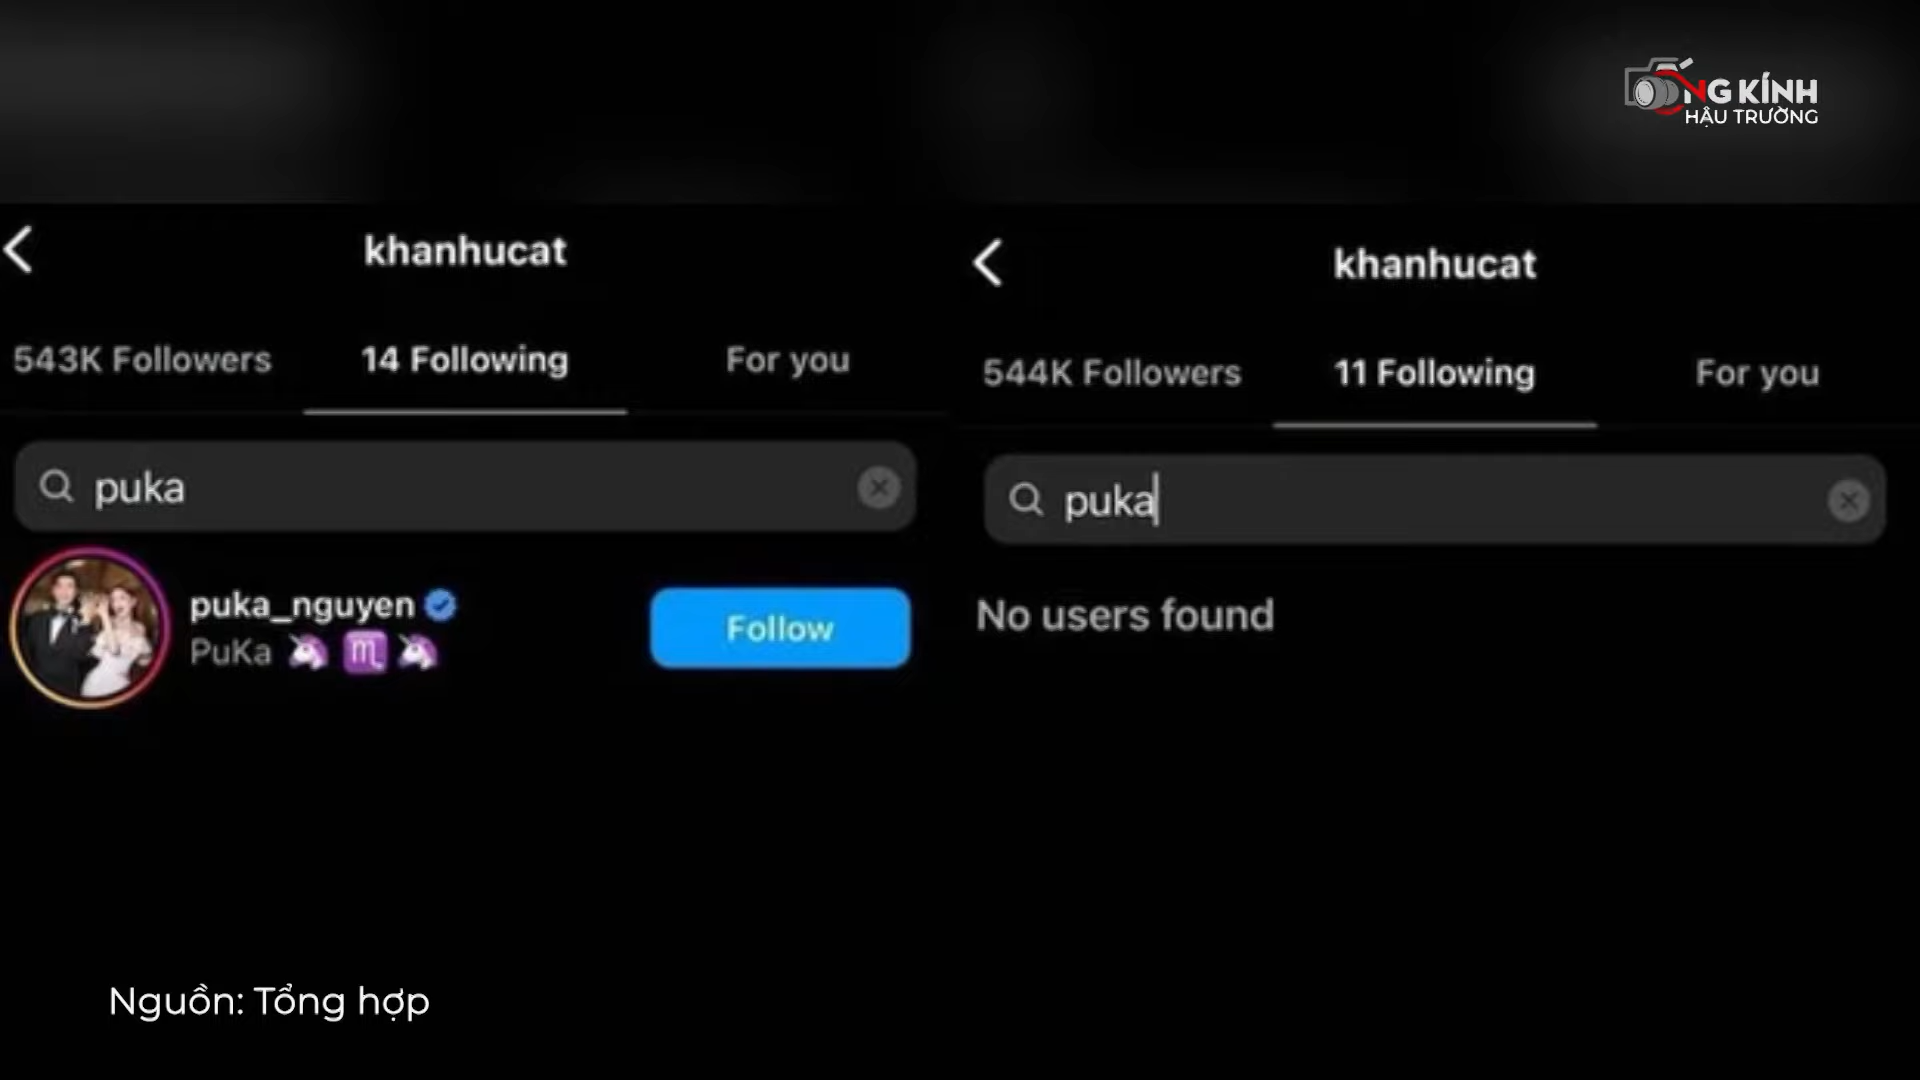 ỐNG KÍNH
HẬU TRƯỜNG
khanhucat
543K Followers
14 Following
For you
puka
puka_nguyen
PuKa 🦄 ♏ 🦄
Follow
khanhucat
544K Followers
11 Following
For you
puka
No users found
Nguồn: Tổng hợp